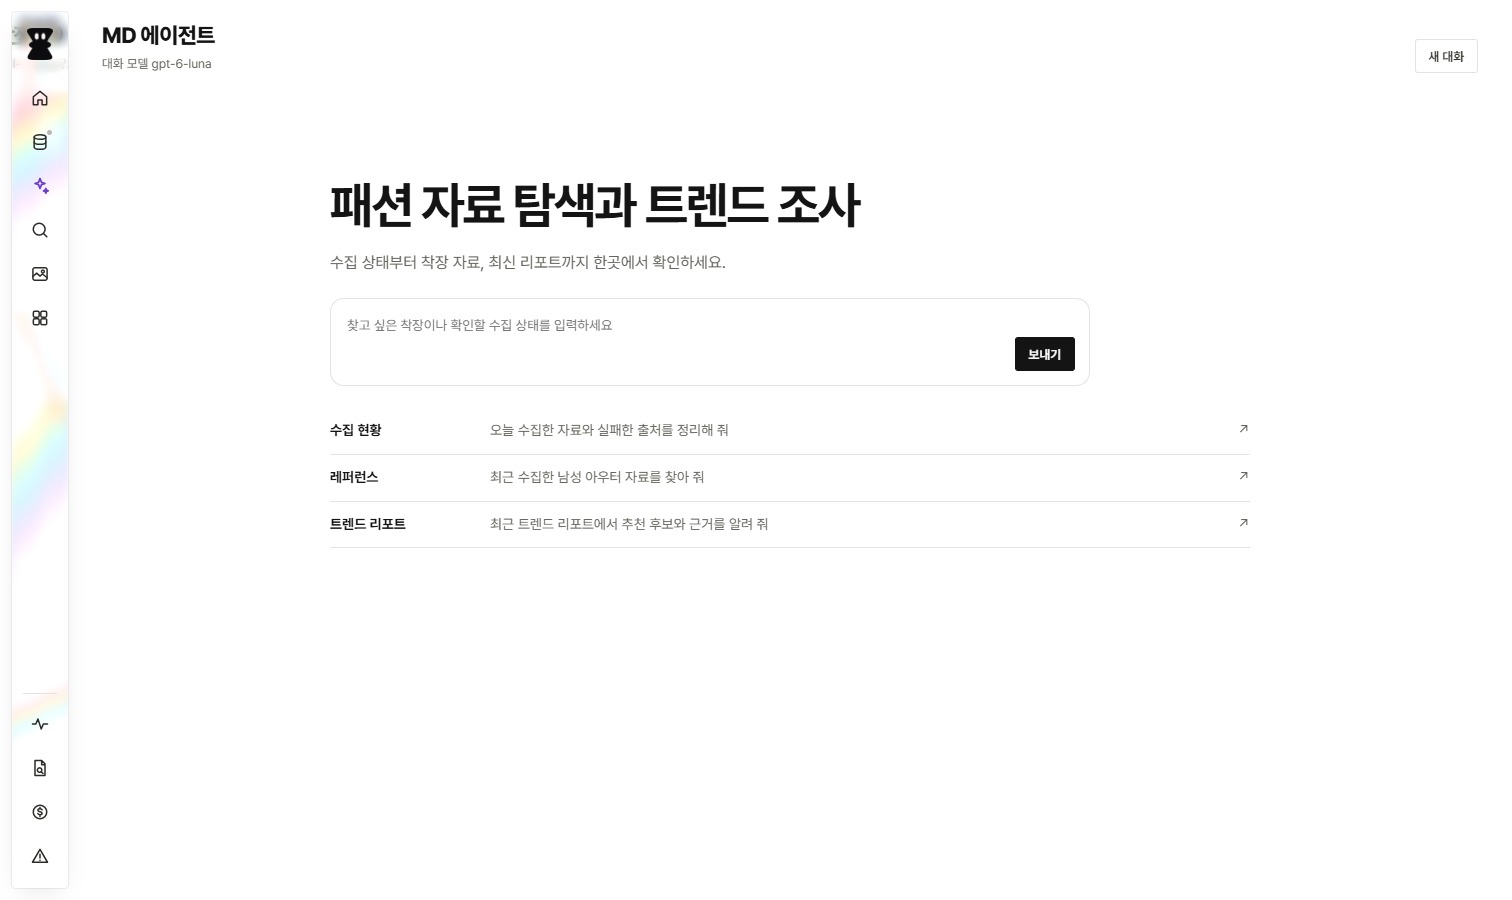 MD 에이전트
대화 모델 gpt-6-luna
새 대화
패션 자료 탐색과 트렌드 조사
수집 상태부터 착장 자료, 최신 리포트까지 한곳에서 확인하세요.
찾고 싶은 착장이나 확인할 수집 상태를 입력하세요
보내기
수집 현황 오늘 수집한 자료와 실패한 출처를 정리해 줘
레퍼런스 최근 수집한 남성 아우터 자료를 찾아 줘
트렌드 리포트 최근 트렌드 리포트에서 추천 후보와 근거를 알려 줘